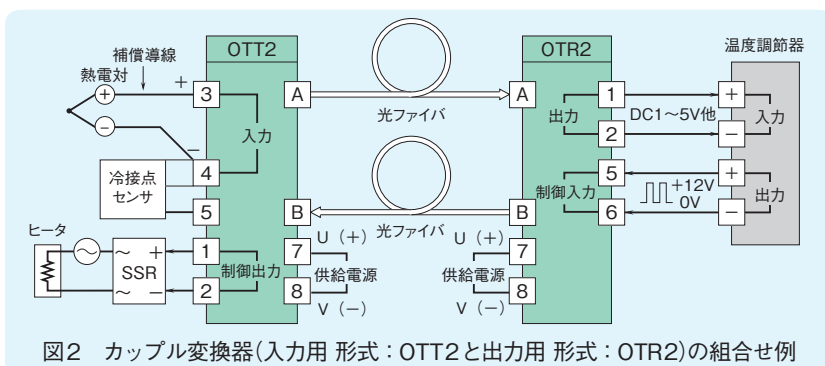 OTT2
OTR2
温度調節器
補償導線
熱電対
+
+
−
−
3
4
5
入力
冷接点
センサ
A
光ファイバ
A
B
光ファイバ
B
1
2
出力
DC1〜5V他
+
−
入力
5
6
制御入力
+12V
0V
+
−
出力
ヒータ
SSR
〜 +
〜 −
1
2
制御出力
7
8
U (+)
供給電源
V (−)
U (+)
供給電源
V (−)
7
8
図2 カップル変換器(入力用 形式:OTT2と出力用 形式:OTR2)の組合せ例